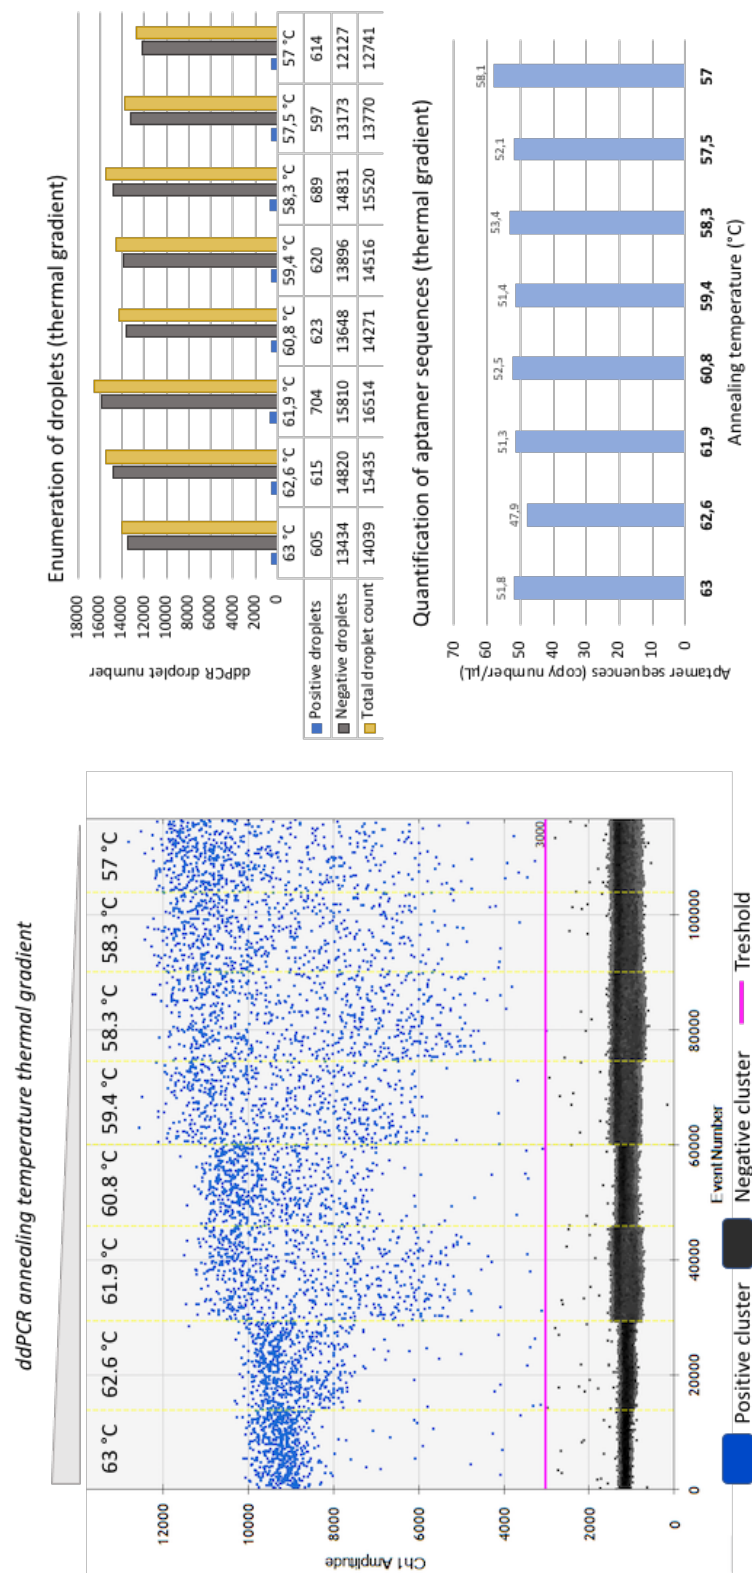 ddPCR annealing temperature thermal gradient
63 °C 62.6 °C 61.9 °C 60.8 °C 59.4 °C 58.3 °C 58.3 °C 57 °C
Ch1 Amplitude
12000
10000
8000
6000
4000
2000
0
3000
0 20000 40000 60000 80000 100000
Event Number
Positive cluster Negative cluster Treshold
Enumeration of droplets (thermal gradient)
ddPCR droplet number
18000
16000
14000
12000
10000
8000
6000
4000
2000
0
63 °C 62,6 °C 61,9 °C 60,8 °C 59,4 °C 58,3 °C 57,5 °C 57 °C
Positive droplets 605 615 704 623 620 689 597 614
Negative droplets 13434 14820 15810 13648 13896 14831 13173 12127
Total droplet count 14039 15435 16514 14271 14516 15520 13770 12741
Quantification of aptamer sequences (thermal gradient)
Aptamer sequences (copy number/µL)
70
60
50
40
30
20
10
0
51,8 47,9 51,3 52,5 51,4 53,4 52,1 58,1
63 62,6 61,9 60,8 59,4 58,3 57,5 57
Annealing temperature (°C)